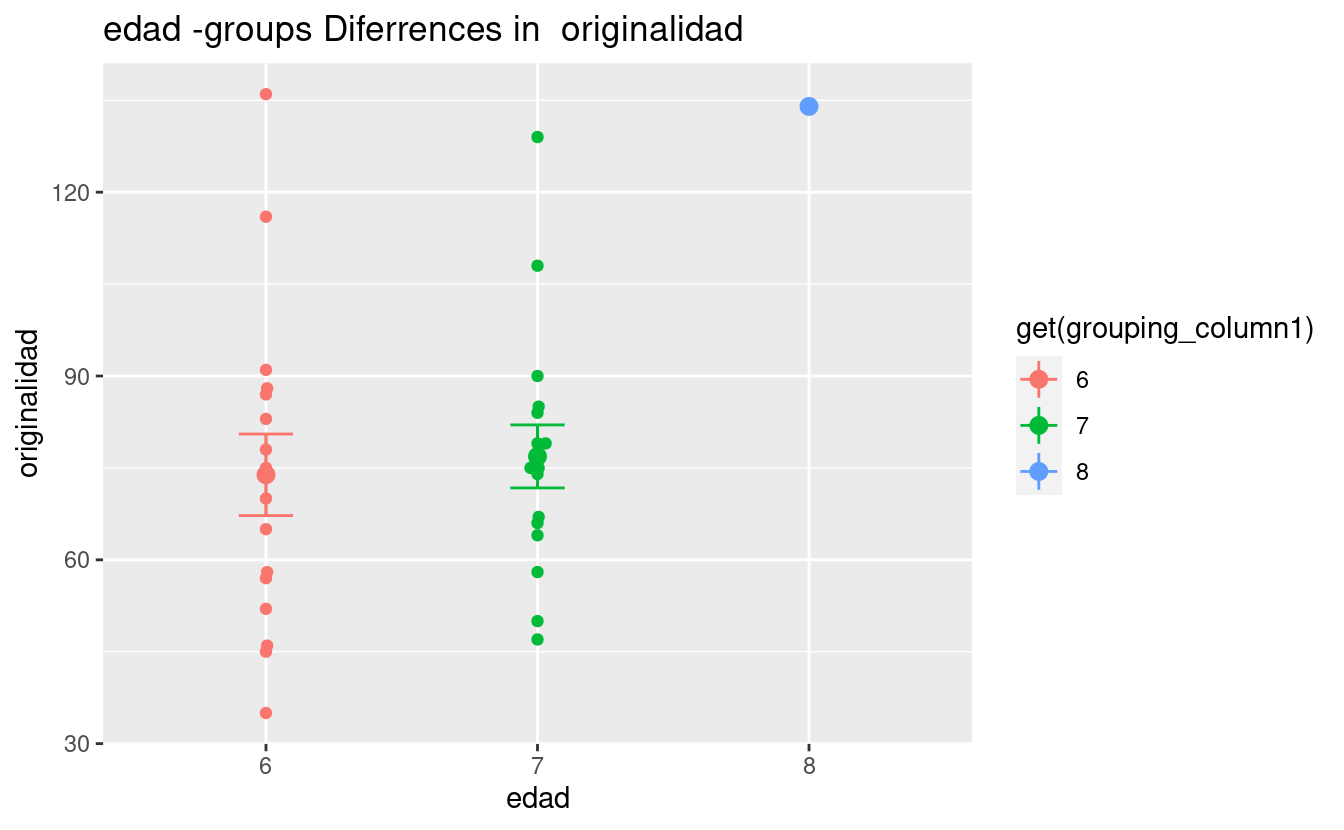 edad -groups Diferrences in  originalidad
120
90
60
30
originalidad
6
7
8
edad
get(grouping_column1)
6
7
8